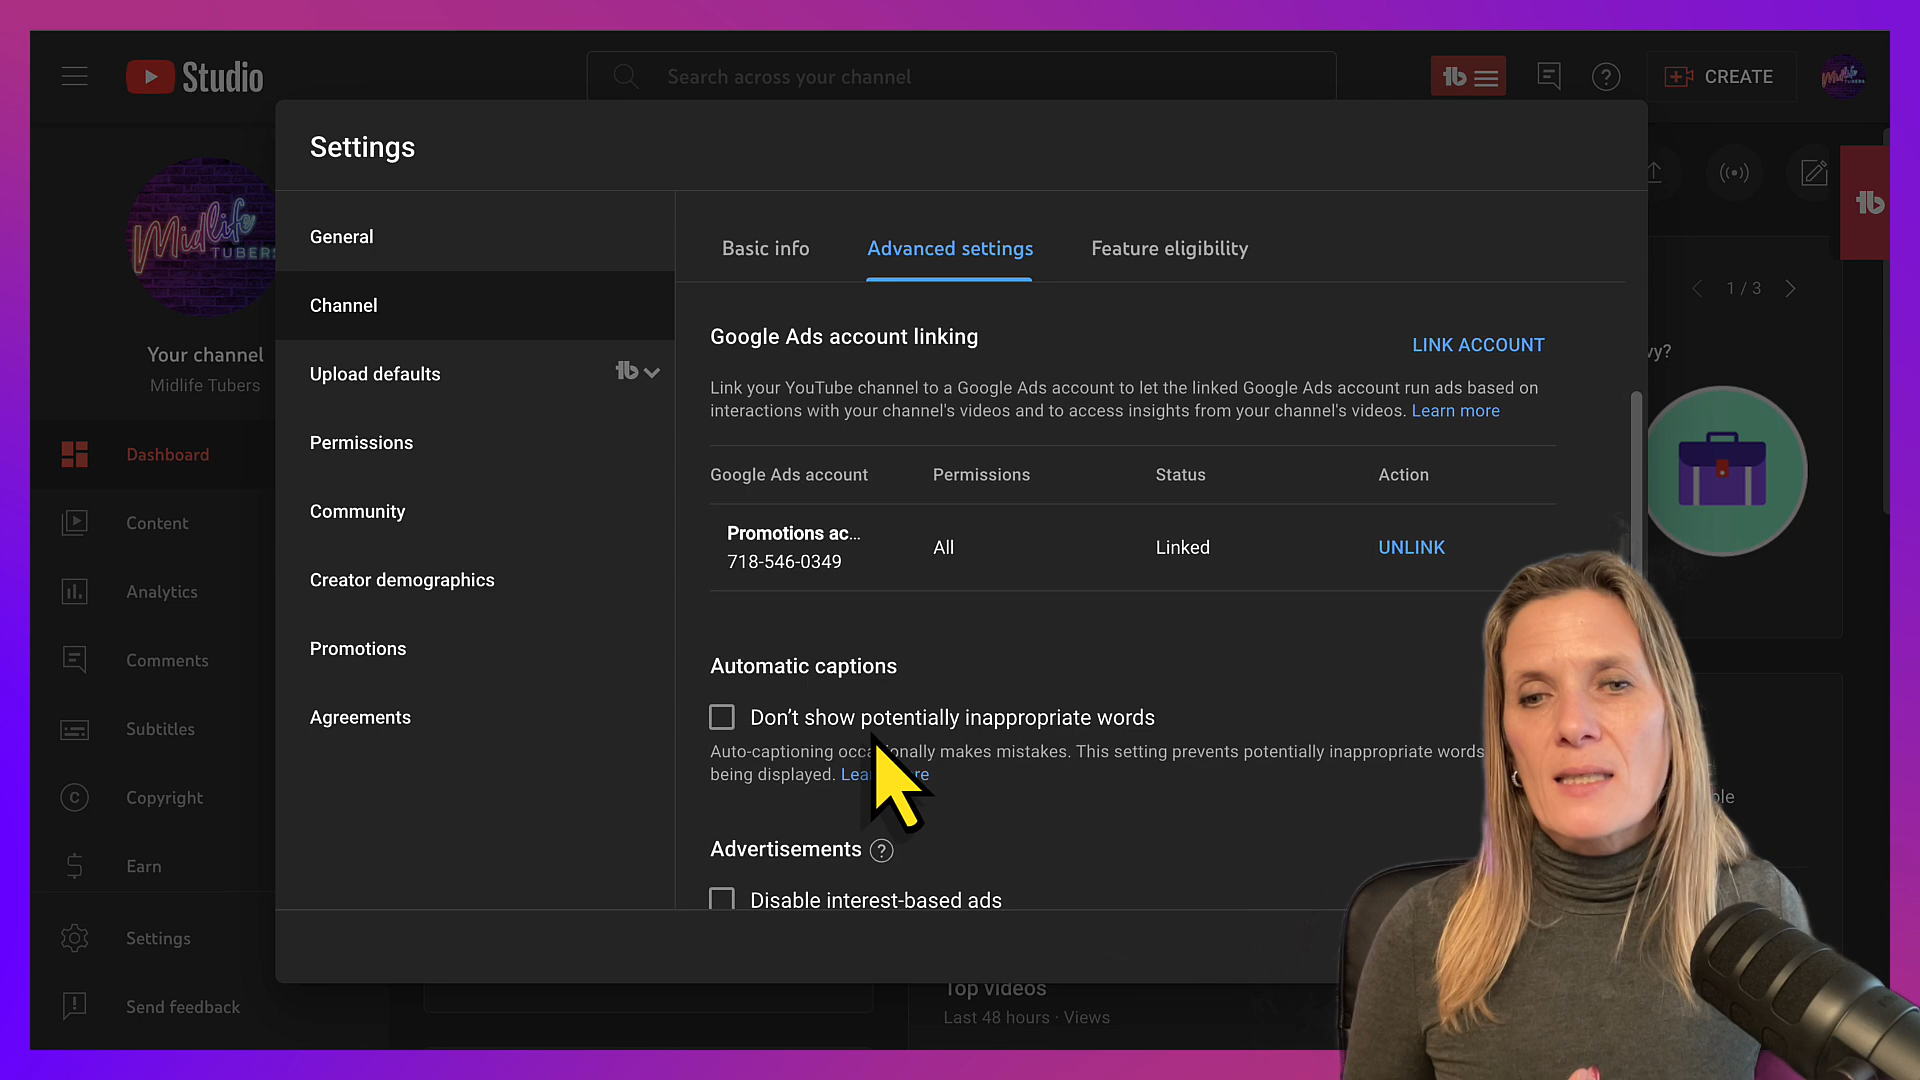 Studio
Search across your channel
CREATE
Midlife
TUBERS
Your channel
Midlife Tubers
Dashboard
Content
Analytics
Comments
Subtitles
Copyright
Earn
Settings
Send feedback
Settings
General
Channel
Upload defaults
Permissions
Community
Creator demographics
Promotions
Agreements
Basic info
Advanced settings
Feature eligibility
Google Ads account linking
LINK ACCOUNT
Link your YouTube channel to a Google Ads account to let the linked Google Ads account run ads based on
interactions with your channel's videos and to access insights from your channel's videos. Learn more
Google Ads account
Permissions
Status
Action
Promotions ac...
718-546-0349
All
Linked
UNLINK
Automatic captions
Don't show potentially inappropriate words
Auto-captioning occasionally makes mistakes. This setting prevents potentially inappropriate words
being displayed. Learn more
Advertisements ?
Disable interest-based ads
1 / 3
Top videos
Last 48 hours · Views